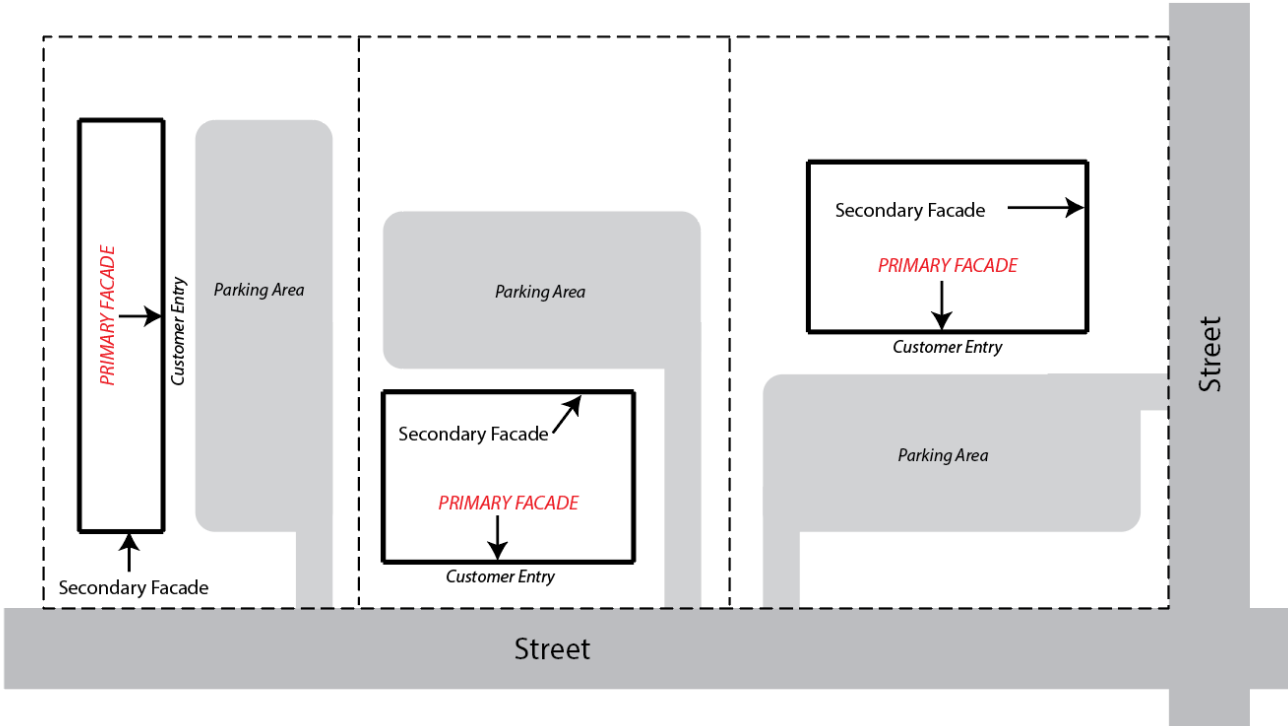 PRIMARY FACADE
Customer Entry
Parking Area
Secondary Facade
Parking Area
Secondary Facade
PRIMARY FACADE
Customer Entry
Secondary Facade
PRIMARY FACADE
Customer Entry
Parking Area
Street
Street